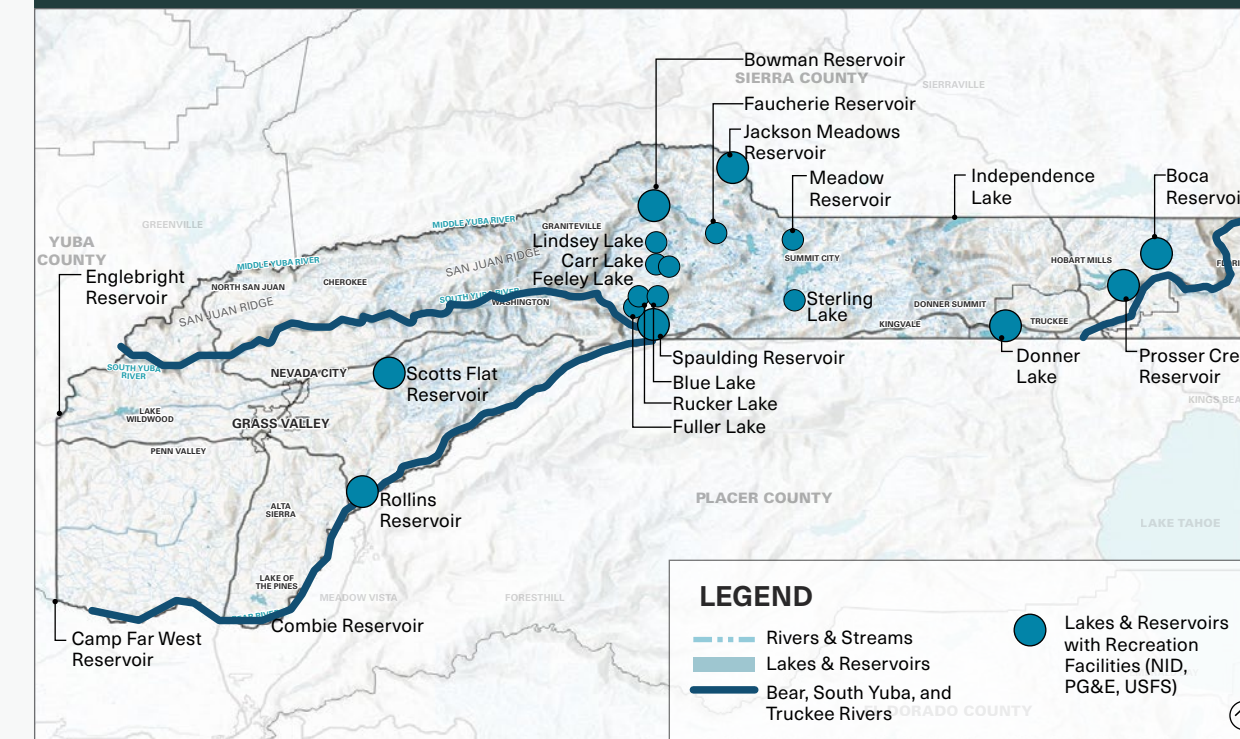 Bowman Reservoir
SIERRA COUNTY
SIERRAVILLE
Faucherie Reservoir
Jackson Meadows
Reservoir
Meadow
Reservoir
Independence
Lake
Boca
MIDDLE YUBA RIVER
GREENVILLE
GRANITEVILLE
YUBA
COUNTY
Lindsey Lake
Carr Lake
Feeley Lake
SAN JUAN RIDGE
SUMMIT CITY
HOBART MILLS
MIDDLE YUBA RIVER
Englebright
Reservoir
NORTH SAN JUAN
CHEROKEE
SAN JUAN RIDGE
SOUTH YUBA RIVER
WASHINGTON
Sterling
Lake
DONNER SUMMIT
KINGVALE
TRUCKEE
SOUTH YUBA
RIVER
NEVADA CITY
Scotts Flat
Reservoir
Spaulding Reservoir
Blue Lake
Rucker Lake
Fuller Lake
Donner
Lake
Prosser Cre
Reservoir
KINGS BEA
LAKE
WILDWOOD
GRASS VALLEY
PENN VALLEY
Rollins
Reservoir
PLACER COUNTY
ALTA
SIERRA
LAKE TAHOE
LAKE OF
THE PINES
MEADOW VISTA
FORESTHILL
BEAR RIVER
Combie Reservoir
Camp Far West
Reservoir
LEGEND
Rivers & Streams
Lakes & Reservoirs
Bear, South Yuba, and
Truckee Rivers
Lakes & Reservoirs
with Recreation
Facilities (NID,
PG&E, USFS)
EL DORADO COUNTY